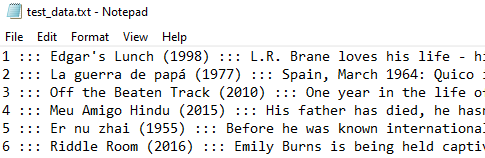 test_data.txt - Notepad
File Edit Format View Help
1 ::: Edgar's Lunch (1998) ::: L.R. Brane loves his life - hi
2 ::: La guerra de papá (1977) ::: Spain, March 1964: Quico i
3 ::: Off the Beaten Track (2010) ::: One year in the life o
4 ::: Meu Amigo Hindu (2015) ::: His father has died, he hasn
5 ::: Er nu zhai (1955) ::: Before he was known international
6 ::: Riddle Room (2016) ::: Emily Burns is being held captiv